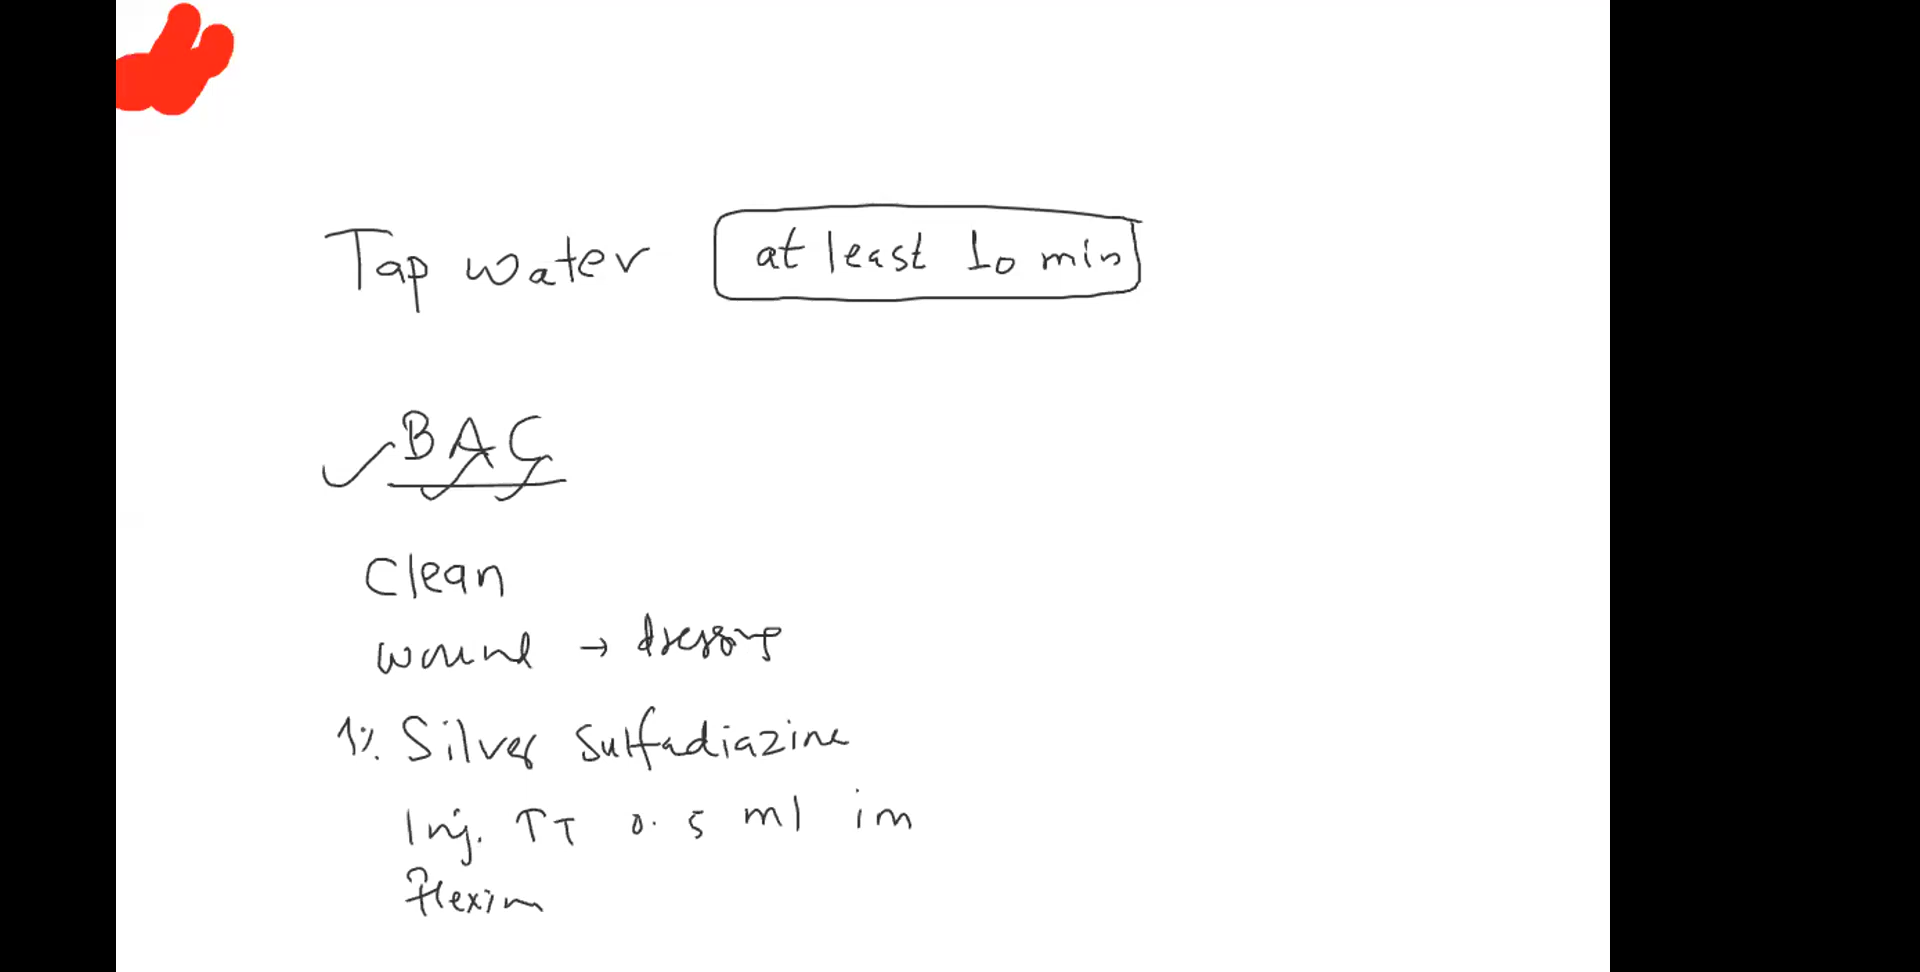 Tap water at least 10 min
BAC
Clean
wound → dressing
1% Silver Sulfadiazine
Inj. TT 0.5 ml im
Flexim